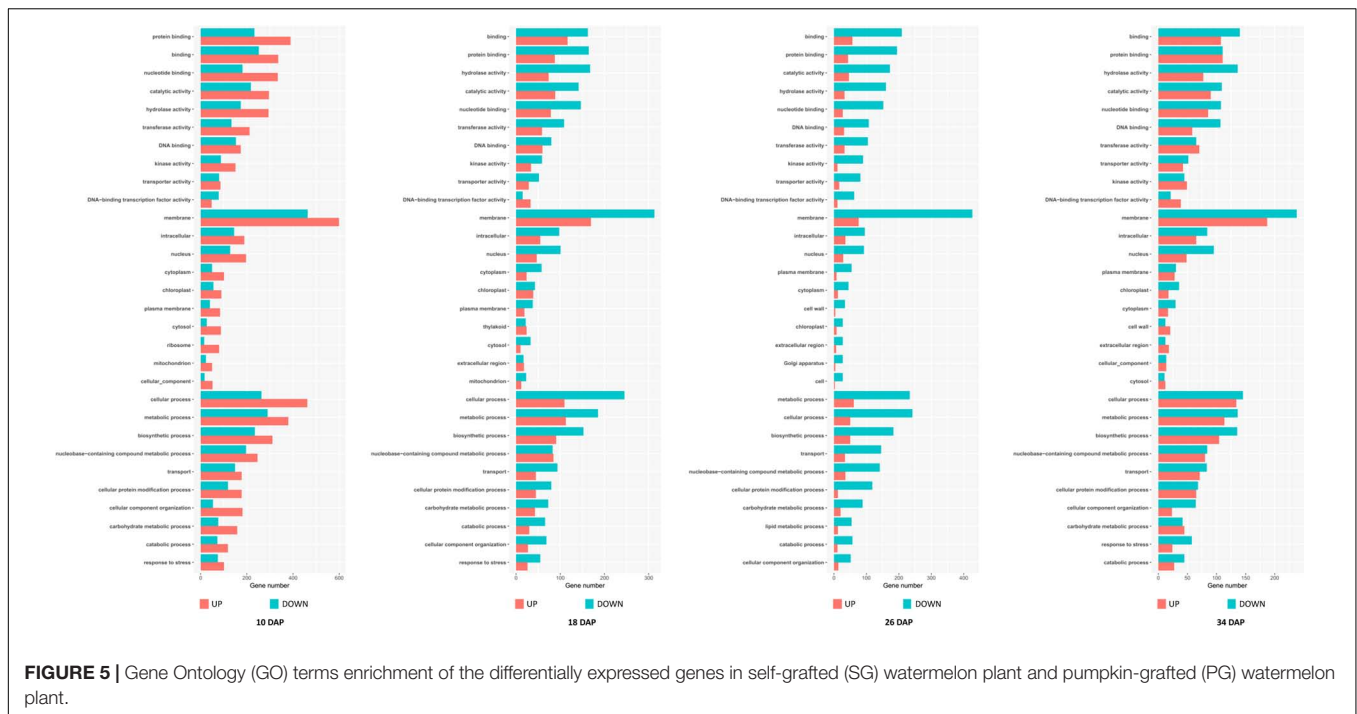 protein binding
binding
nucleotide binding
catalytic activity
hydrolase activity
transferase activity
DNA binding
kinase activity
transporter activity
DNA-binding transcription factor activity
membrane
intracellular
nucleus
cytoplasm
chloroplast
plasma membrane
cytosol
ribosome
mitochondrion
cellular_component
cellular process
metabolic process
biosynthetic process
nucleobase-containing compound metabolic process
transport
cellular protein modification process
cellular component organization
carbohydrate metabolic process
catabolic process
response to stress
0 200 400 600
Gene number
UP DOWN
10 DAP
binding
protein binding
hydrolase activity
catalytic activity
nucleotide binding
transferase activity
DNA binding
kinase activity
transporter activity
DNA-binding transcription factor activity
membrane
intracellular
nucleus
cytoplasm
chloroplast
plasma membrane
thylakoid
cytosol
extracellular region
mitochondrion
cellular process
metabolic process
biosynthetic process
nucleobase-containing compound metabolic process
transport
cellular protein modification process
carbohydrate metabolic process
catabolic process
cellular component organization
response to stress
0 100 200 300
Gene number
UP DOWN
18 DAP
binding
protein binding
catalytic activity
hydrolase activity
nucleotide binding
DNA binding
transferase activity
kinase activity
transporter activity
DNA-binding transcription factor activity
membrane
intracellular
nucleus
plasma membrane
cytoplasm
cell wall
chloroplast
extracellular region
Golgi apparatus
cell
metabolic process
cellular process
biosynthetic process
transport
nucleobase-containing compound metabolic process
cellular protein modification process
carbohydrate metabolic process
lipid metabolic process
catabolic process
cellular component organization
0 100 200 300 400
Gene number
UP DOWN
26 DAP
binding
protein binding
hydrolase activity
catalytic activity
nucleotide binding
DNA binding
transferase activity
transporter activity
kinase activity
DNA-binding transcription factor activity
membrane
intracellular
nucleus
plasma membrane
chloroplast
cytoplasm
cell wall
extracellular region
cellular_component
cytosol
cellular process
metabolic process
biosynthetic process
nucleobase-containing compound metabolic process
transport
cellular protein modification process
cellular component organization
carbohydrate metabolic process
response to stress
catabolic process
0 50 100 150 200
Gene number
UP DOWN
34 DAP
FIGURE 5 | Gene Ontology (GO) terms enrichment of the differentially expressed genes in self-grafted (SG) watermelon plant and pumpkin-grafted (PG) watermelon
plant.